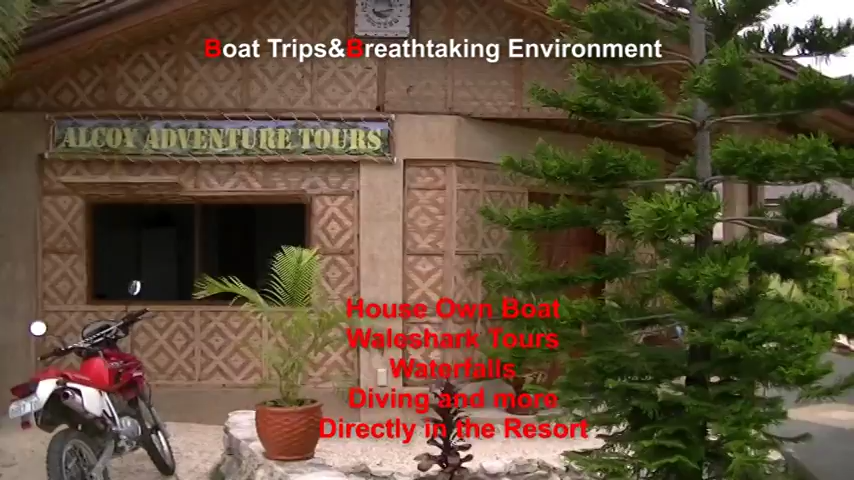 Boat Trips&Breathtaking Environment
ALCOY ADVENTURE TOURS
House Own Boat
Waleshark Tours
Waterfalls
Diving and more
Directly in the Resort